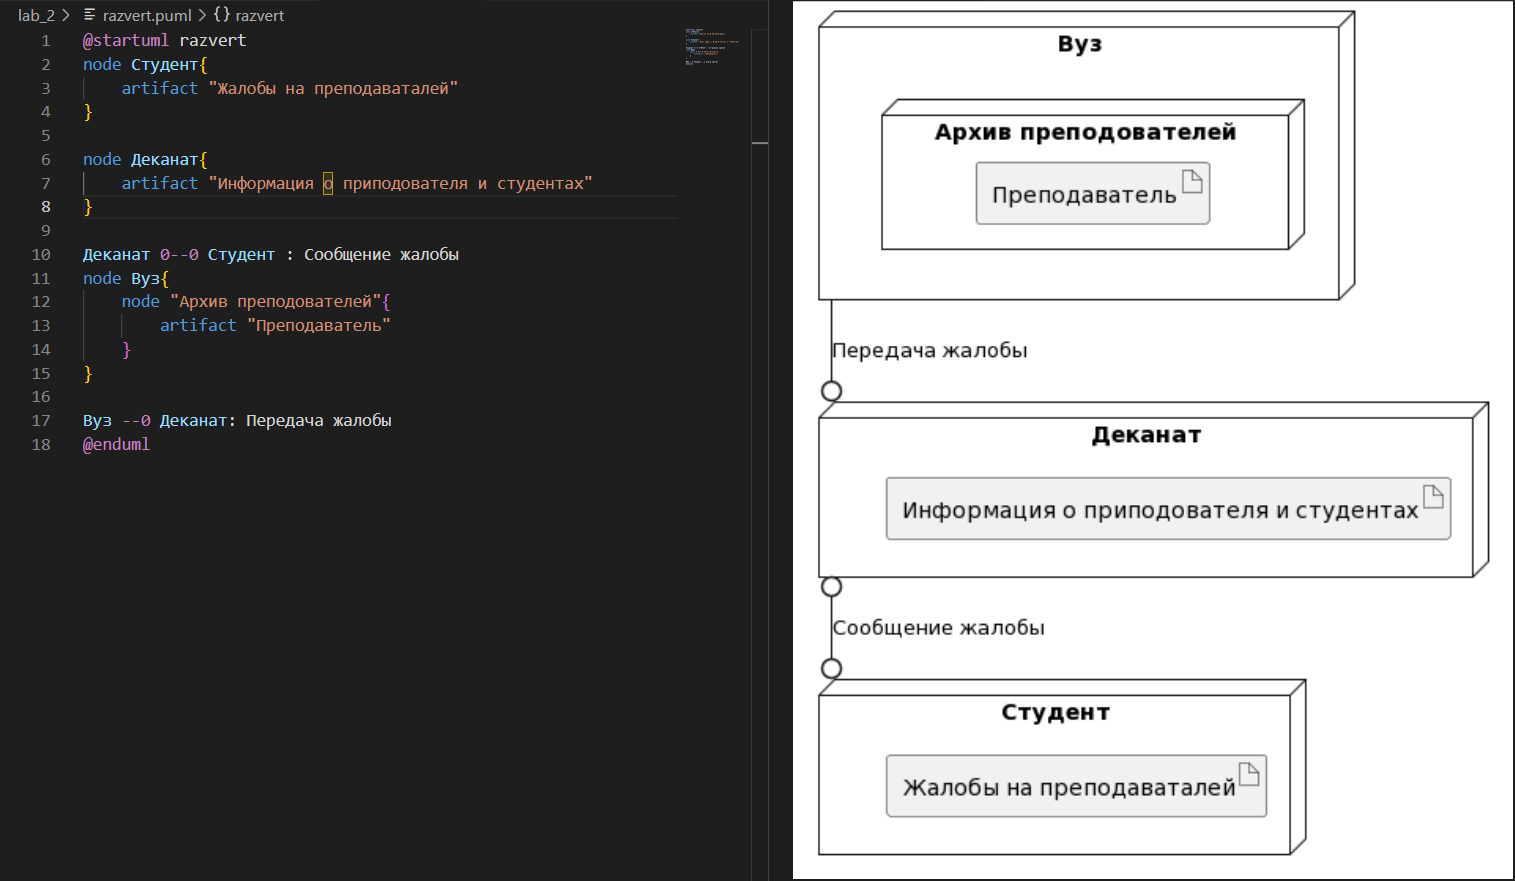 lab_2 > razvert.puml > {} razvert
1 @startuml razvert
2 node Студент{
3 artifact "Жалобы на преподаваталей"
4 }
5
6 node Деканат{
7 artifact "Информация о приподователя и студентах"
8 }
9
10 Деканат 0--0 Студент : Сообщение жалобы
11 node Вуз{
12 node "Архив преподователей"{
13 artifact "Преподаватель"
14 }
15 }
16
17 Вуз --0 Деканат: Передача жалобы
18 @enduml
Вуз
Архив преподователей
Преподаватель
Передача жалобы
Деканат
Информация о приподователя и студентах
Сообщение жалобы
Студент
Жалобы на преподаваталей